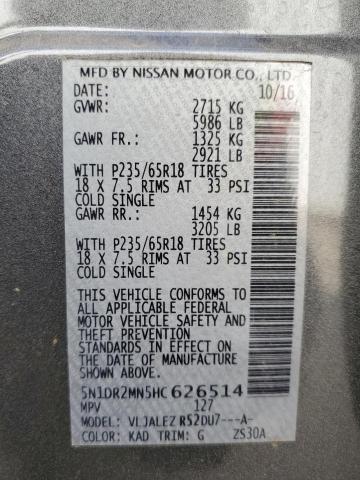 MFD BY NISSAN MOTOR CO., LTD.
DATE: 10/16
GVWR: 2715 KG
5986 LB
GAWR FR.: 1325 KG
2921 LB
WITH P235/65R18 TIRES
18 X 7.5 RIMS AT 33 PSI
COLD SINGLE
GAWR RR.: 1454 KG
3205 LB
WITH P235/65R18 TIRES
18 X 7.5 RIMS AT 33 PSI
COLD SINGLE
THIS VEHICLE CONFORMS TO
ALL APPLICABLE FEDERAL
MOTOR VEHICLE SAFETY AND
THEFT PREVENTION
STANDARDS IN EFFECT ON
THE DATE OF MANUFACTURE
SHOWN ABOVE.
5N1DR2MN5HC626514
MPV 127
MODEL: VLJALEZ R52DU7---A-
COLOR: KAD TRIM: G ZS30A